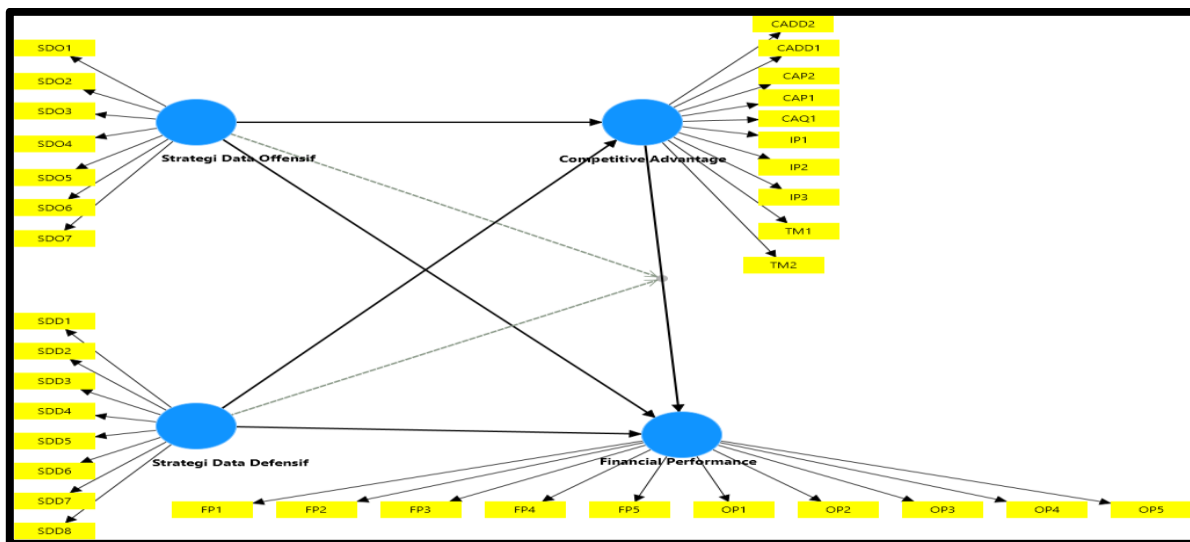 SDO1
SDO2
SDO3
SDO4
SDO5
SDO6
SDO7
Strategi Data Offensif
CADD2
CADD1
CAP2
CAP1
CAQ1
IP1
IP2
IP3
TM1
TM2
Competitive Advantage
SDD1
SDD2
SDD3
SDD4
SDD5
SDD6
SDD7
SDD8
Strategi Data Defensif
Financial Performance
FP1
FP2
FP3
FP4
FP5
OP1
OP2
OP3
OP4
OP5